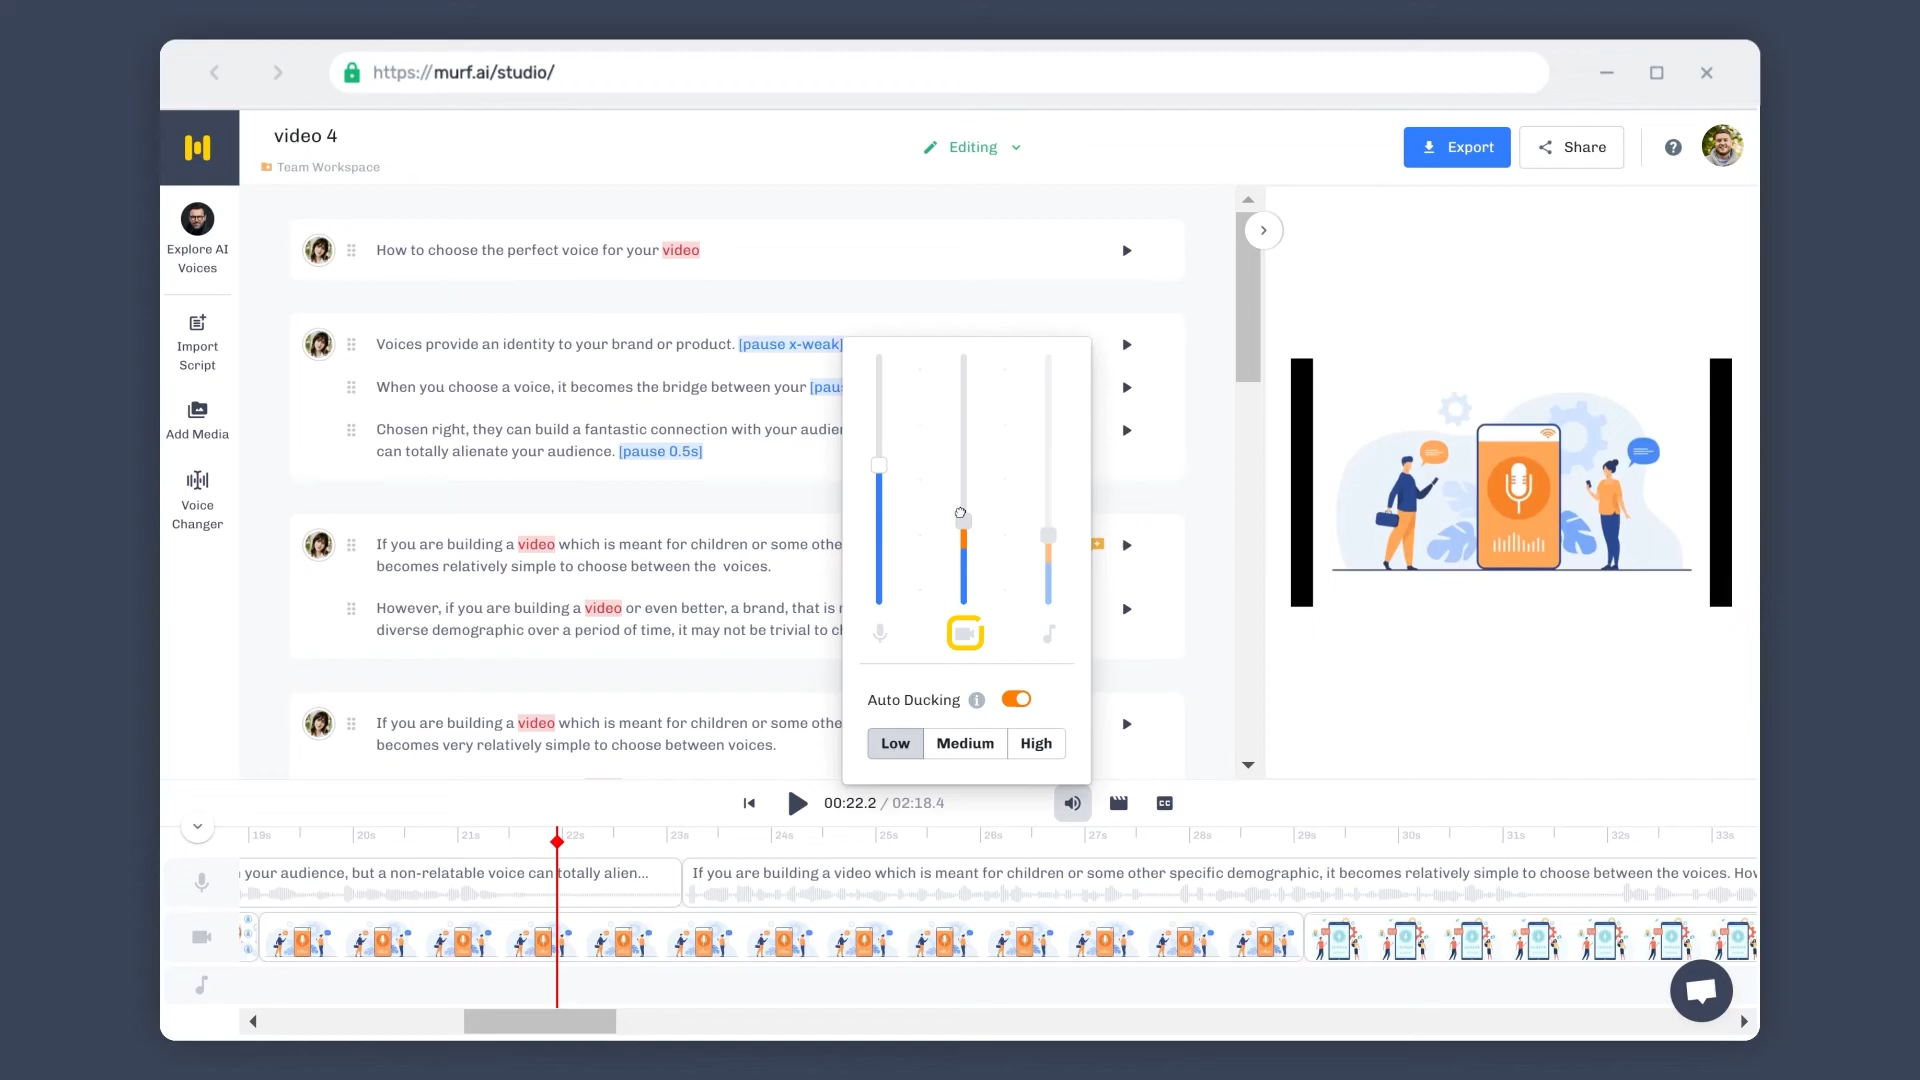 https://murf.ai/studio/
video 4
Team Workspace
Editing
Export
Share
Explore AI
Voices
Import
Script
Add Media
Voice
Changer
How to choose the perfect voice for your video
Voices provide an identity to your brand or product. [pause x-weak]
When you choose a voice, it becomes the bridge between your [pau
Chosen right, they can build a fantastic connection with your audie
can totally alienate your audience. [pause 0.5s]
If you are building a video which is meant for children or some othe
becomes relatively simple to choose between the voices.
However, if you are building a video or even better, a brand, that is
diverse demographic over a period of time, it may not be trivial to
If you are building a video which is meant for children or some othe
becomes very relatively simple to choose between voices.
Auto Ducking
Low Medium High
00:22.2 / 02:18.4
CC
19s 20s 21s 22s 23s 24s 25s 26s 27s 28s 29s 30s 31s 32s 33s
your audience, but a non-relatable voice can totally alien...
If you are building a video which is meant for children or some other specific demographic, it becomes relatively simple to choose between the voices. How